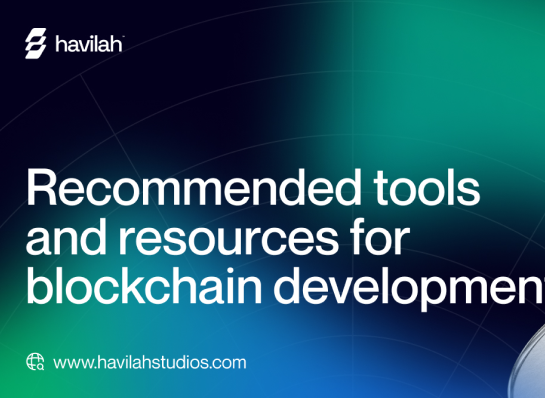 havilah
Recommended tools
and resources for
blockchain developmen
www.havilahstudios.com